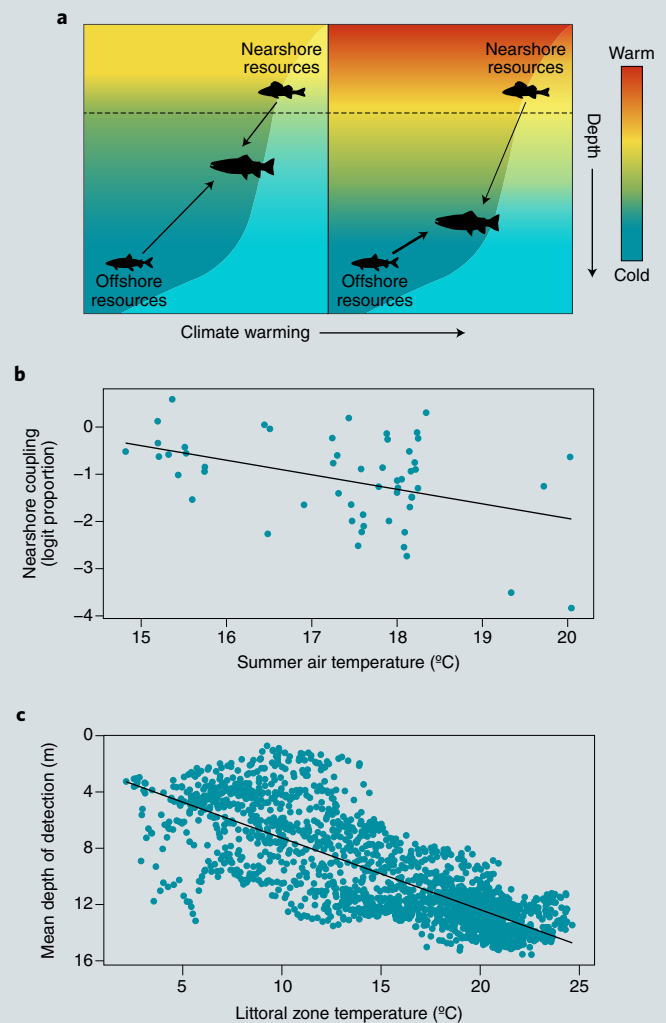 a
Nearshore
resources
Nearshore
resources
Warm
Depth
Offshore
resources
Offshore
resources
Cold
Climate warming
b
Nearshore coupling
(logit proportion)
0
–1
–2
–3
–4
15
16
17
18
19
20
Summer air temperature (ºC)
c
Mean depth of detection (m)
0
4
8
12
16
5
10
15
20
25
Littoral zone temperature (ºC)